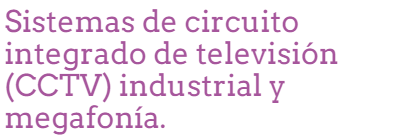 Sistemas de circuito
integrado de televisión
(CCTV) industrial y
megafonía.